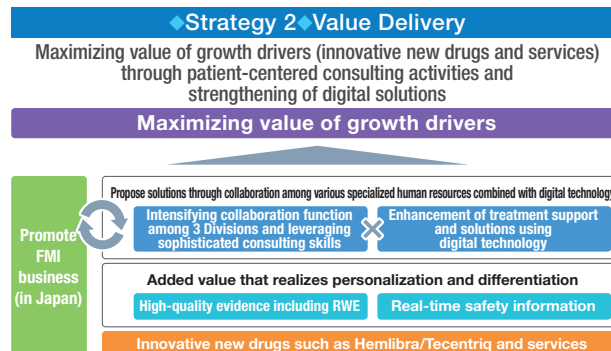 ◆Strategy 2◆Value Delivery
Maximizing value of growth drivers (innovative new drugs and services)
through patient-centered consulting activities and
strengthening of digital solutions
Maximizing value of growth drivers
Promote
FMI
business
(in Japan)
Propose solutions through collaboration among various specialized human resources combined with digital technology
Intensifying collaboration function
among 3 Divisions and leveraging
sophisticated consulting skills
Enhancement of treatment support
and solutions using
digital technology
Added value that realizes personalization and differentiation
High-quality evidence including RWE
Real-time safety information
Innovative new drugs such as Hemlibra/Tecentriq and services